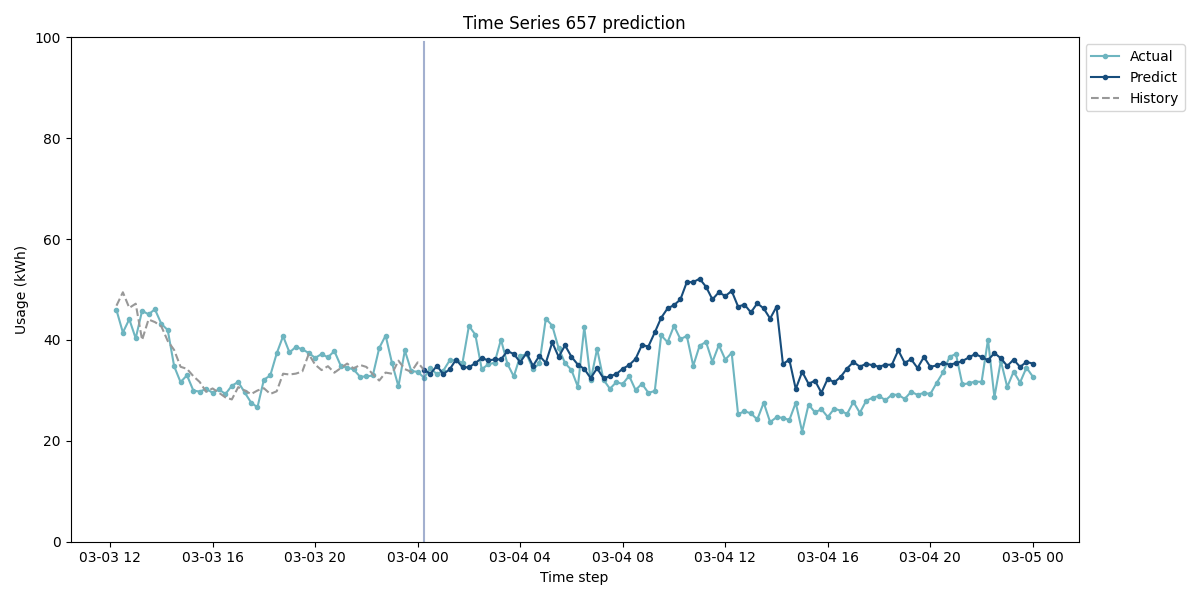 Time Series 657 prediction
100
80
60
40
20
0
Usage (kWh)
03-03 12
03-03 16
03-03 20
03-04 00
03-04 04
03-04 08
03-04 12
03-04 16
03-04 20
03-05 00
Time step
Actual
Predict
History